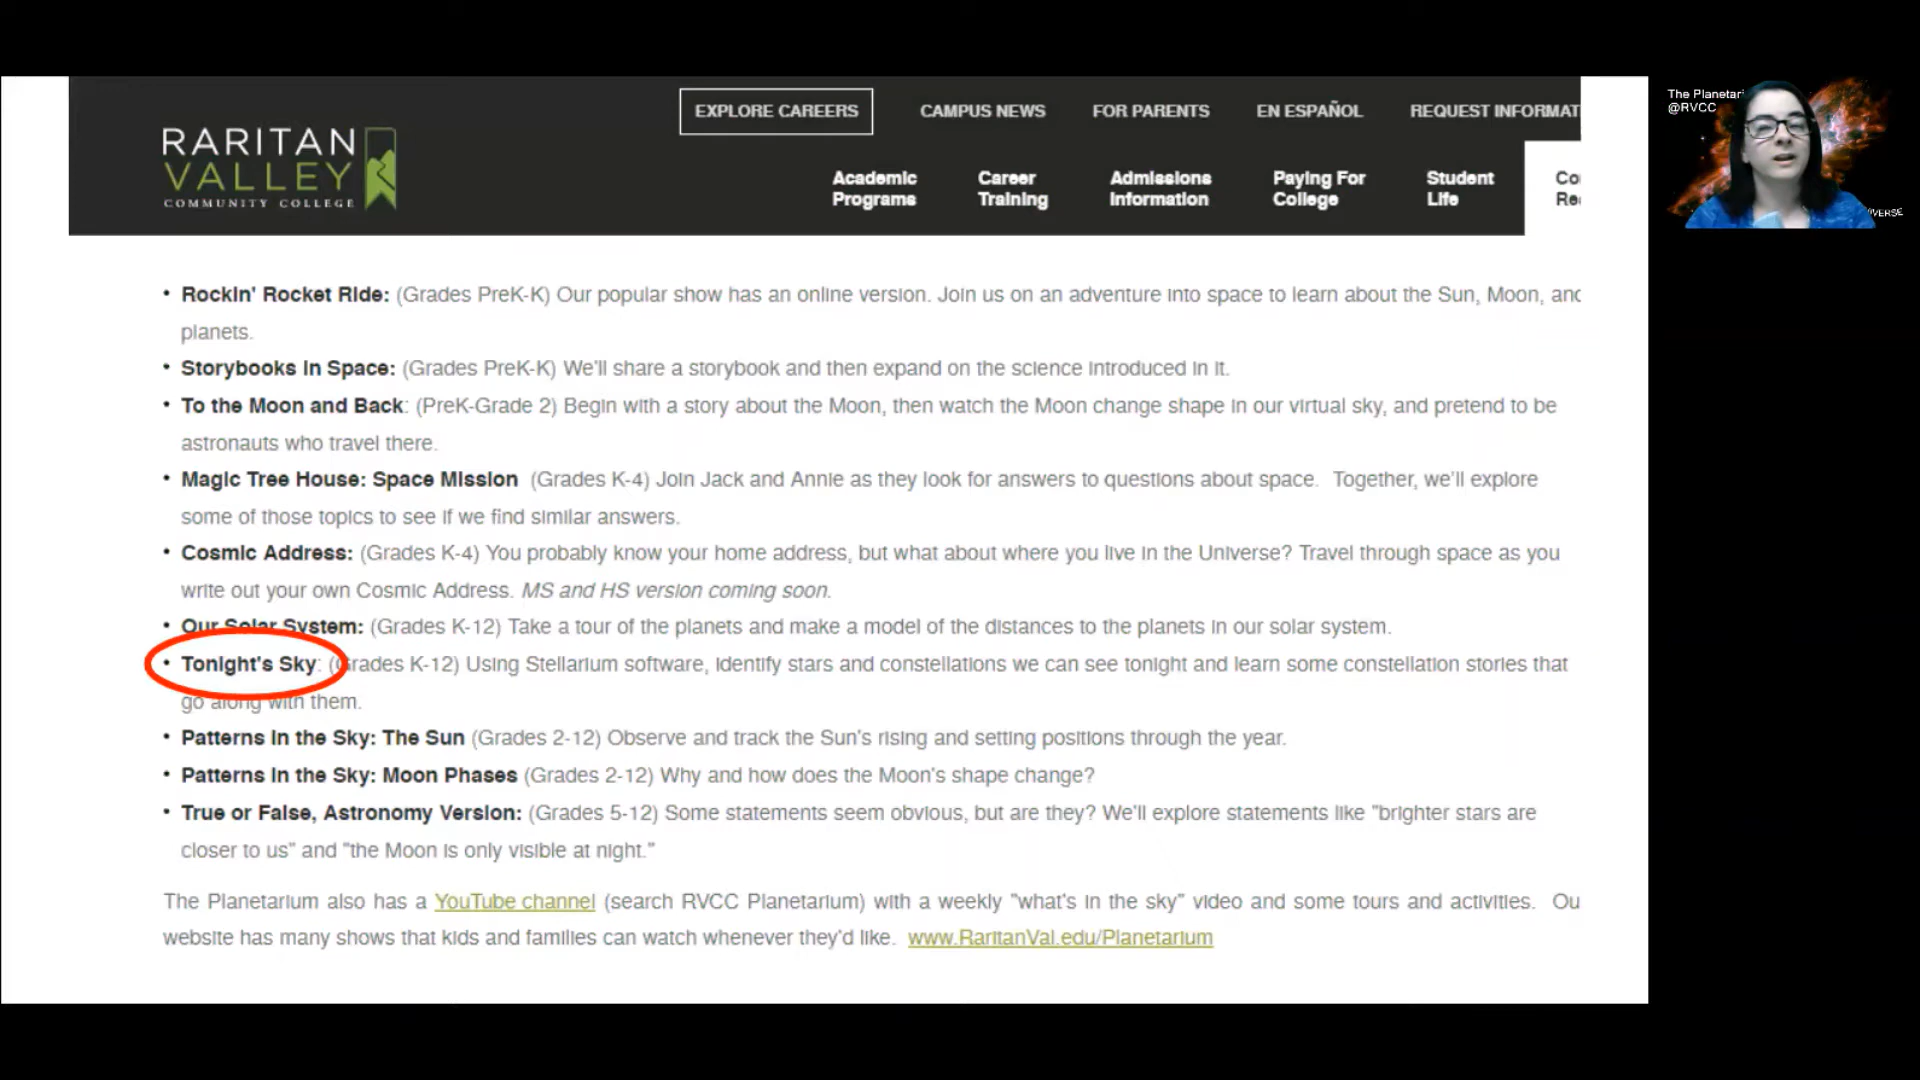 EXPLORE CAREERS CAMPUS NEWS FOR PARENTS EN ESPAÑOL REQUEST INFORMAT
RARITAN
VALLEY
COMMUNITY COLLEGE
Academic Programs
Career Training
Admissions Information
Paying For College
Student Life
The Planetari
@RVCC
VERSE
• Rockin' Rocket Ride: (Grades PreK-K) Our popular show has an online version. Join us on an adventure into space to learn about the Sun, Moon, and
planets.
• Storybooks in Space: (Grades PreK-K) We'll share a storybook and then expand on the science introduced in it.
• To the Moon and Back: (PreK-Grade 2) Begin with a story about the Moon, then watch the Moon change shape in our virtual sky, and pretend to be
astronauts who travel there.
• Magic Tree House: Space Mission (Grades K-4) Join Jack and Annie as they look for answers to questions about space. Together, we'll explore
some of those topics to see if we find similar answers.
• Cosmic Address: (Grades K-4) You probably know your home address, but what about where you live in the Universe? Travel through space as you
write out your own Cosmic Address. MS and HS version coming soon.
• Our Solar System: (Grades K-12) Take a tour of the planets and make a model of the distances to the planets in our solar system.
• Tonight's Sky: (Grades K-12) Using Stellarium software, identify stars and constellations we can see tonight and learn some constellation stories that
go along with them.
• Patterns in the Sky: The Sun (Grades 2-12) Observe and track the Sun's rising and setting positions through the year.
• Patterns in the Sky: Moon Phases (Grades 2-12) Why and how does the Moon's shape change?
• True or False, Astronomy Version: (Grades 5-12) Some statements seem obvious, but are they? We'll explore statements like "brighter stars are
closer to us" and "the Moon is only visible at night."
The Planetarium also has a YouTube channel (search RVCC Planetarium) with a weekly "what's in the sky" video and some tours and activities. Ou
website has many shows that kids and families can watch whenever they'd like. www.RaritanVal.edu/Planetarium